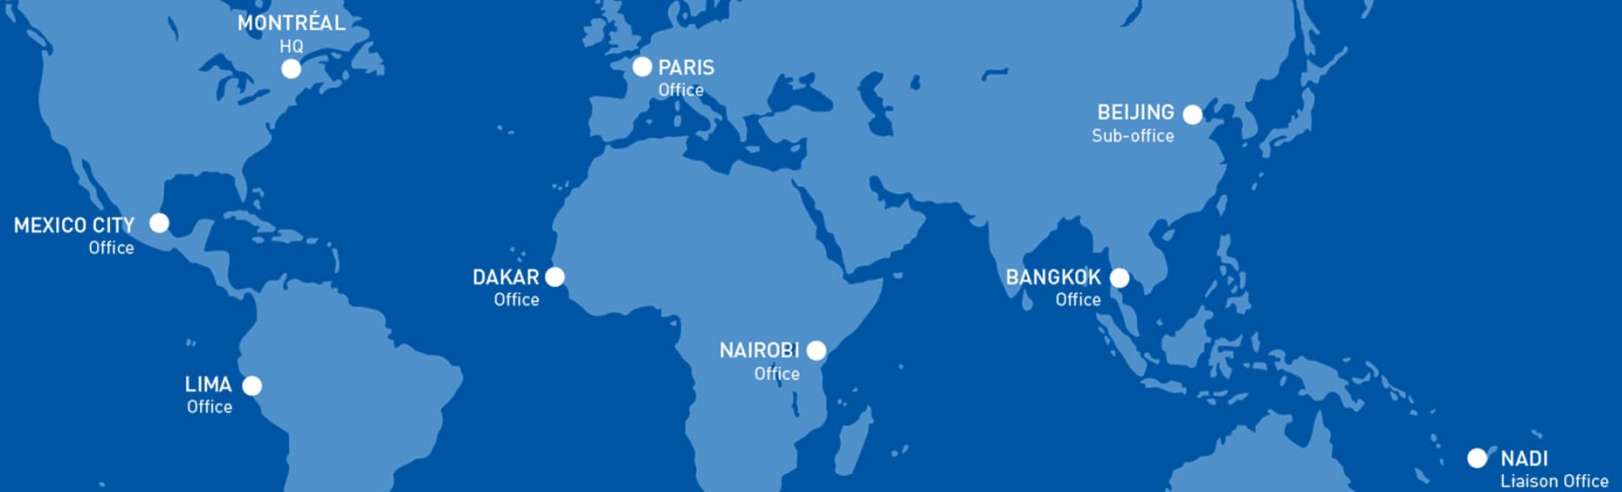 MONTRÉAL
HQ
PARIS
Office
BEIJING
Sub-office
MEXICO CITY
Office
DAKAR
Office
BANGKOK
Office
NAIROBI
Office
LIMA
Office
NADI
Liaison Office